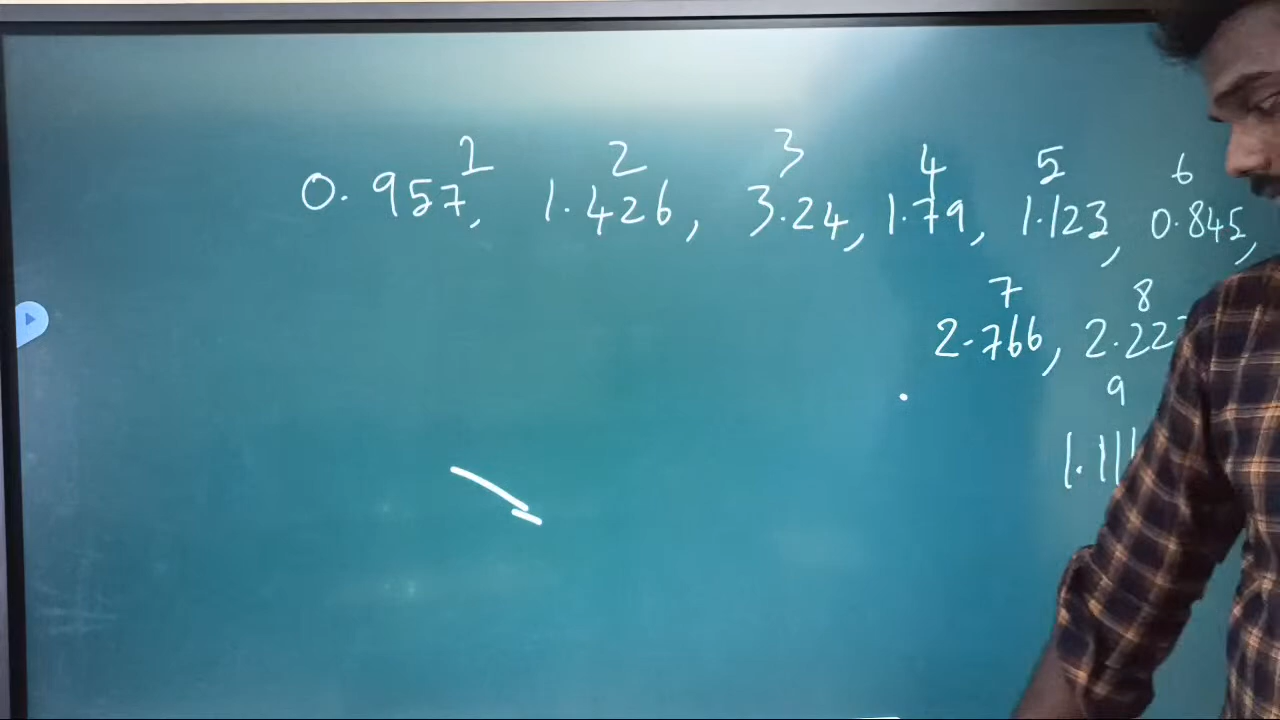 1 2 3 4 5 6
0.957, 1.426, 3.24, 1.79, 1.123, 0.845,
7 8
2.766, 2.22
9
1.11